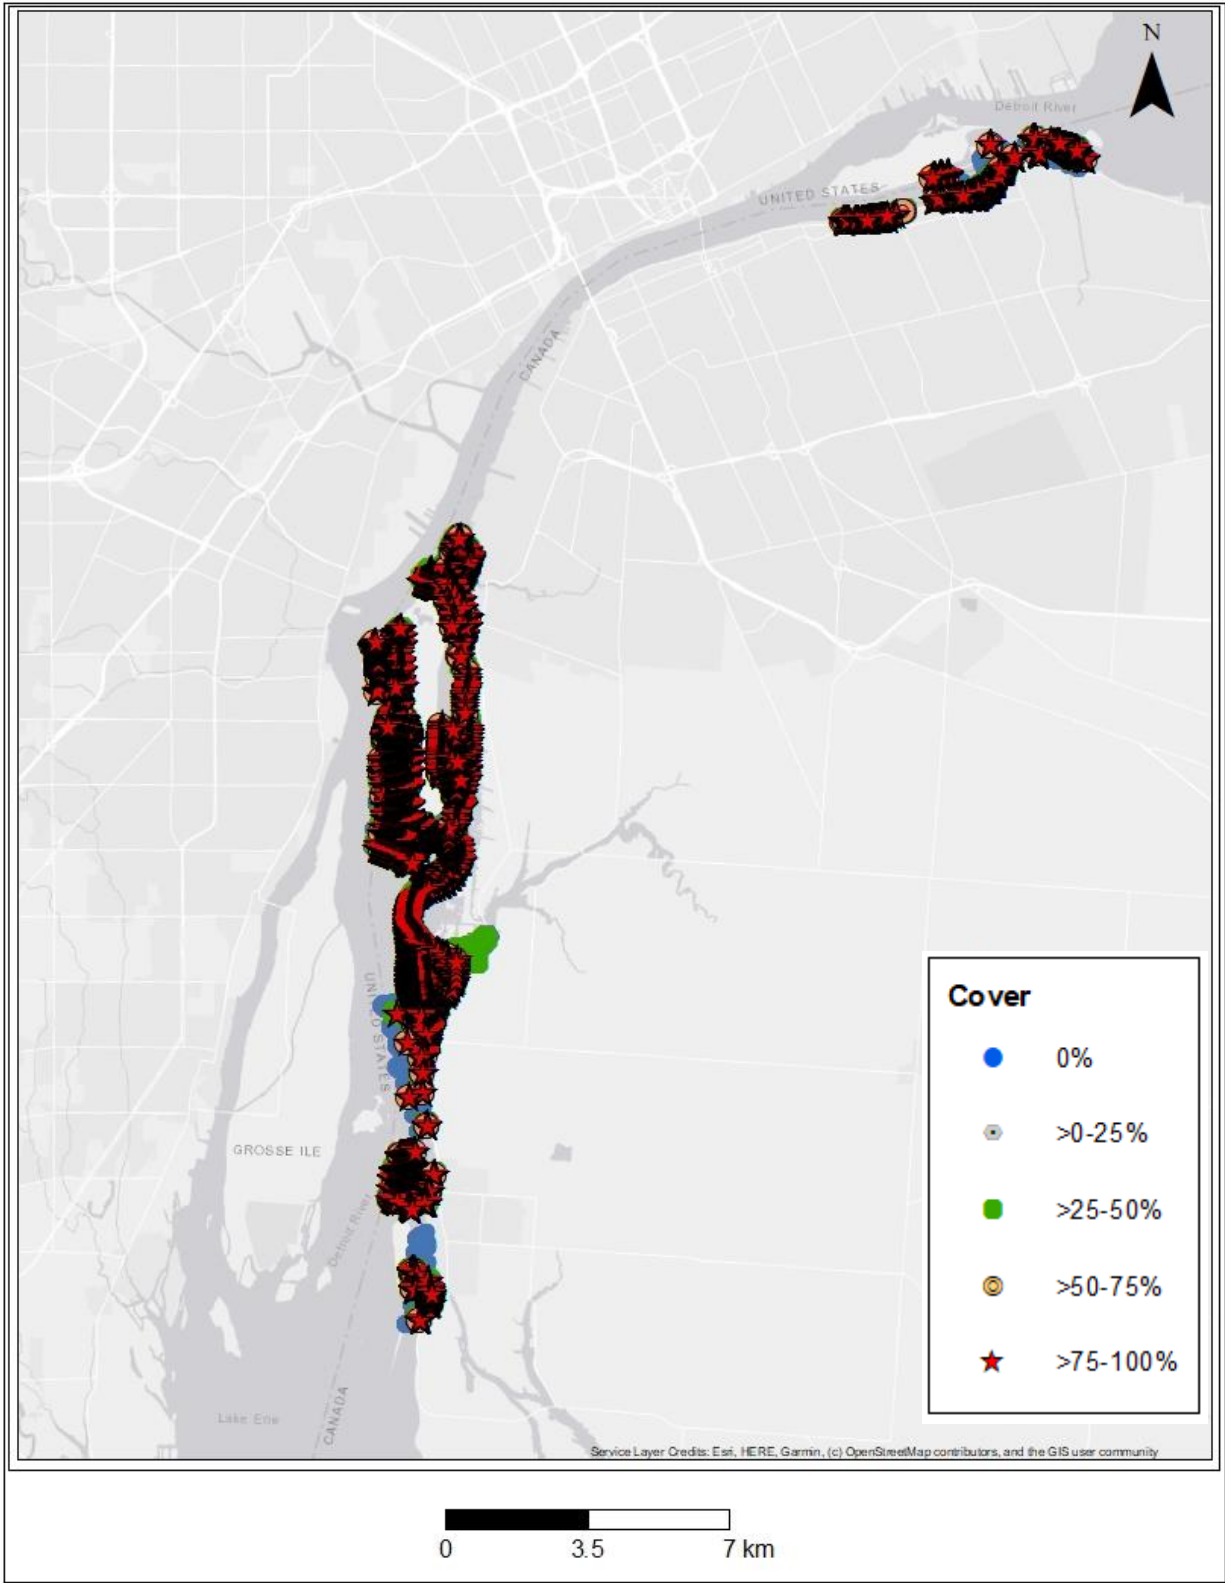 N
Detroit River
UNITED STATES
CANADA
UNITED STATES
GROSSE ILE
Detroit River
Lake Erie
CANADA
Cover
0%
>0-25%
>25-50%
>50-75%
>75-100%
Service Layer Credits: Esri, HERE, Garmin, (c) OpenStreetMap contributors, and the GIS user community
0 3.5 7 km